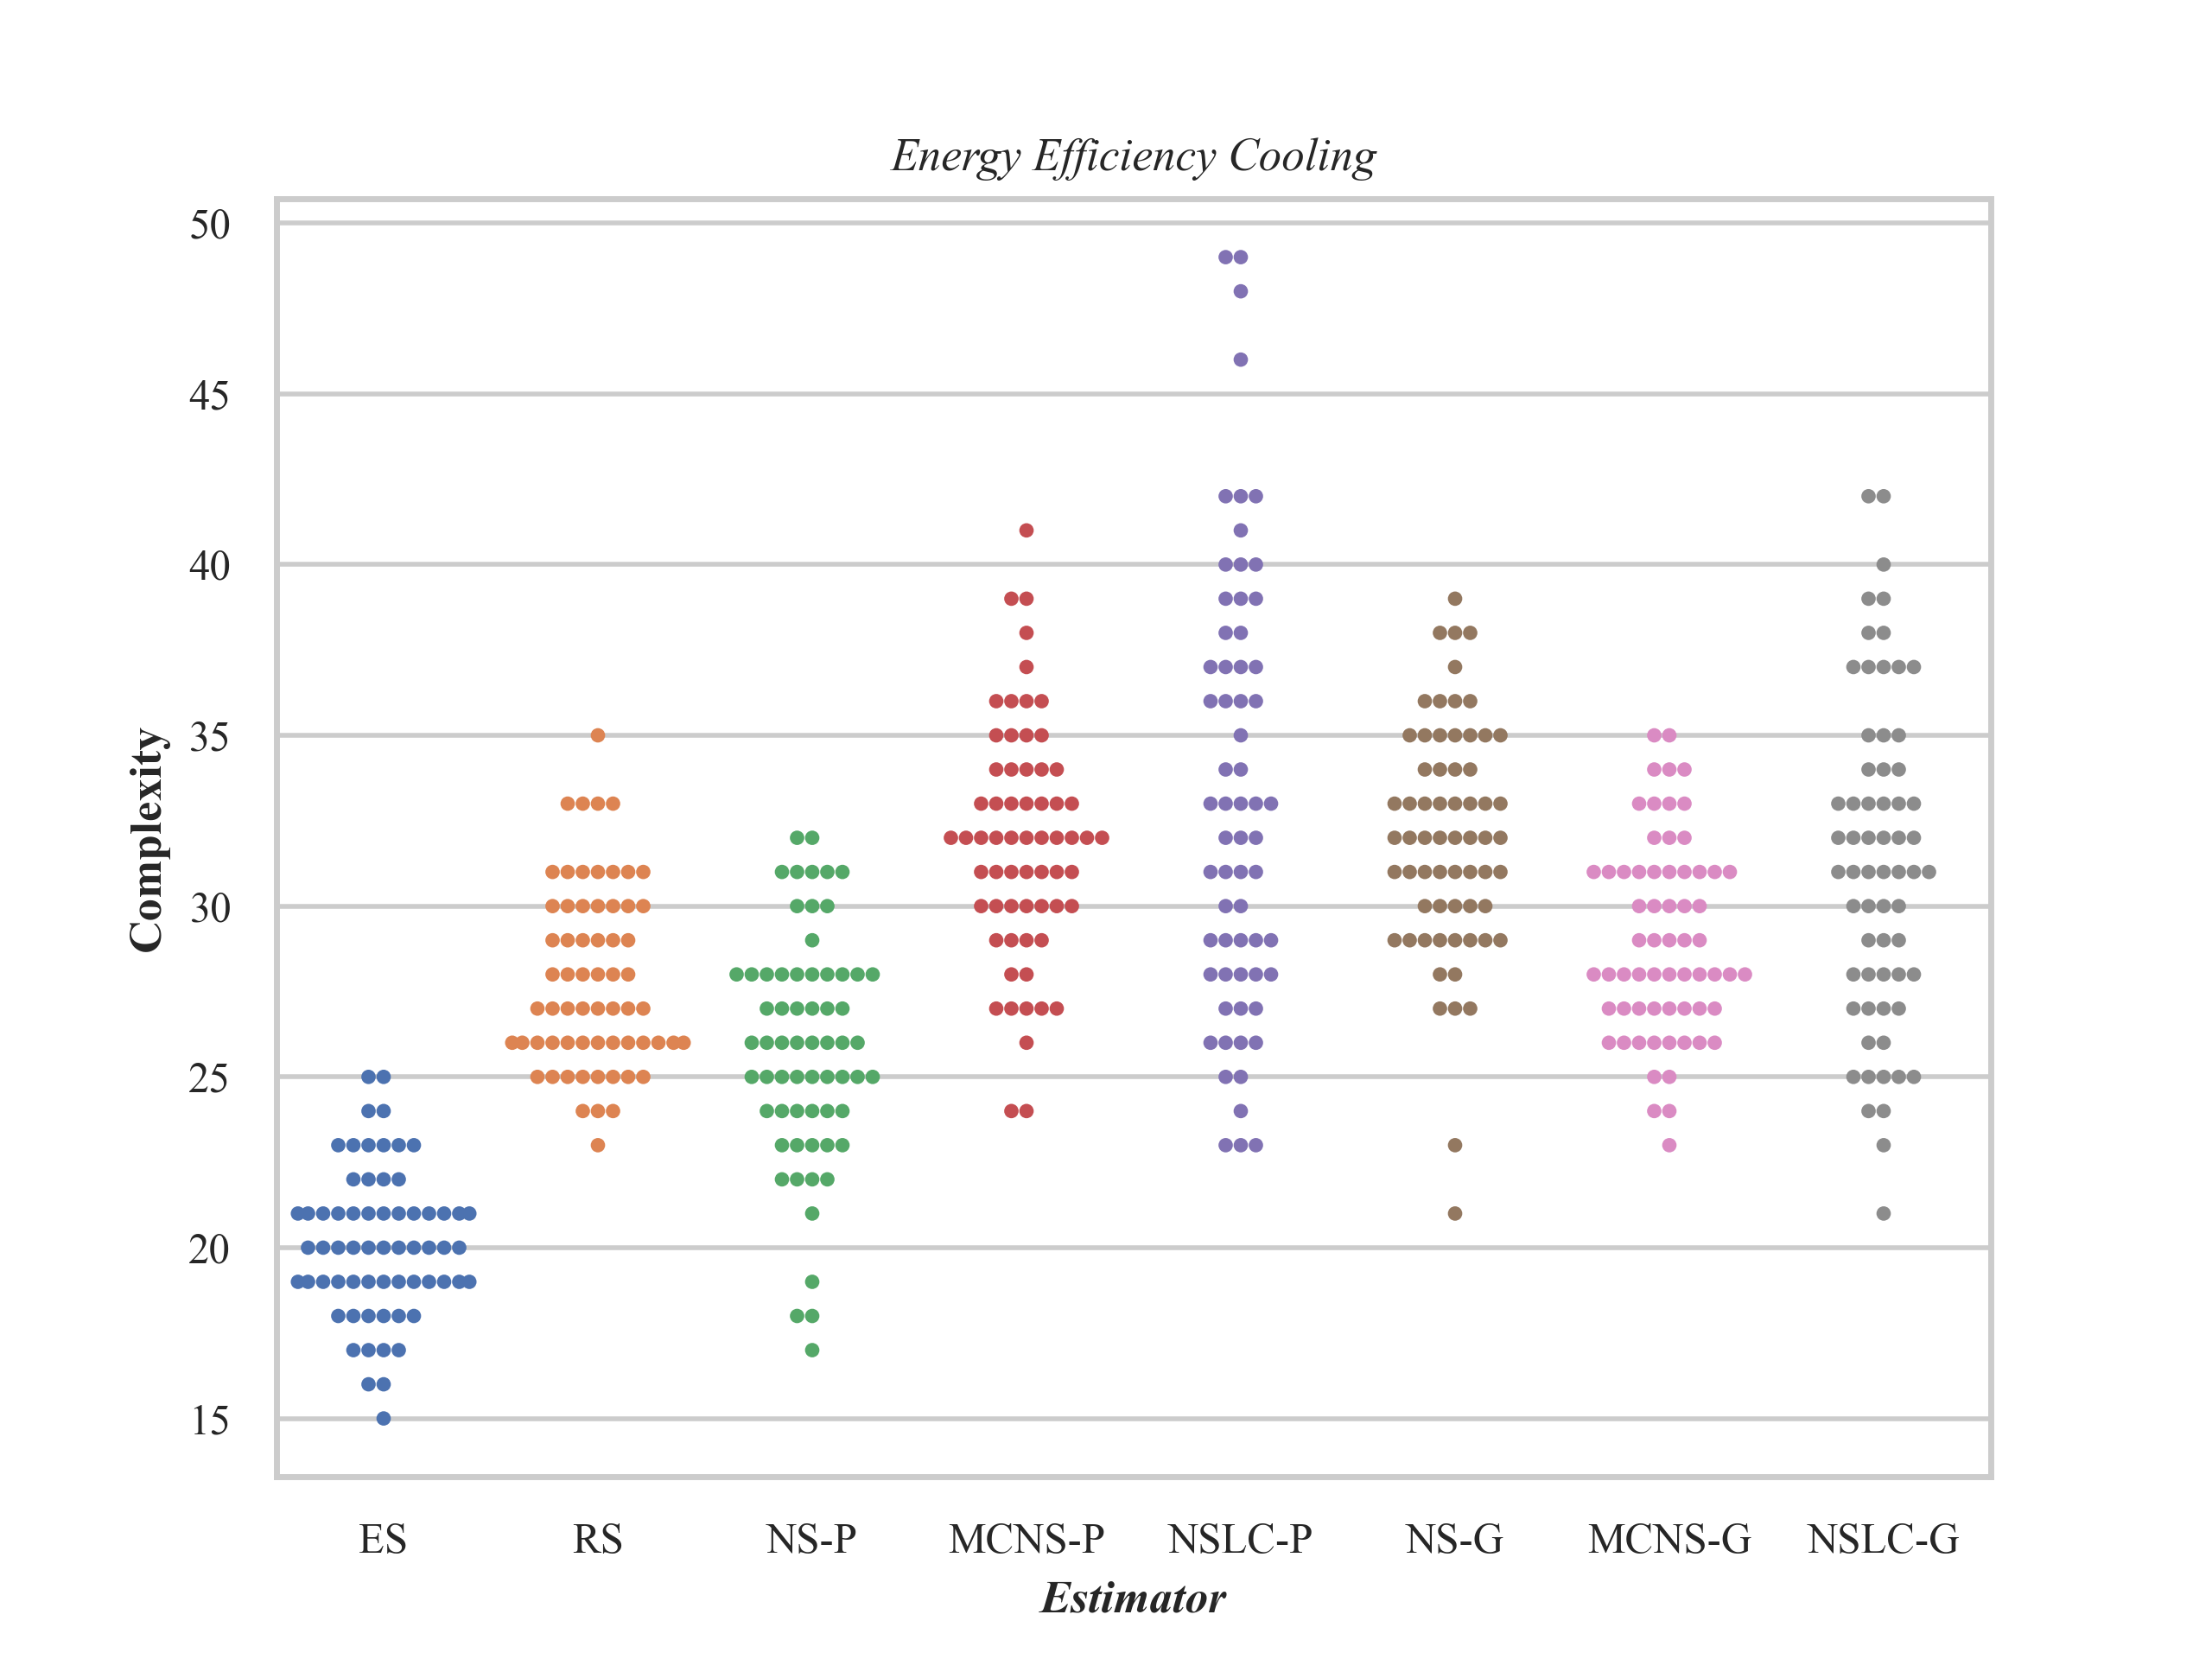 Energy Efficiency Cooling
50
45
40
35
30
25
20
15
Complexity
ES RS NS-P MCNS-P NSLC-P NS-G MCNS-G NSLC-G
Estimator